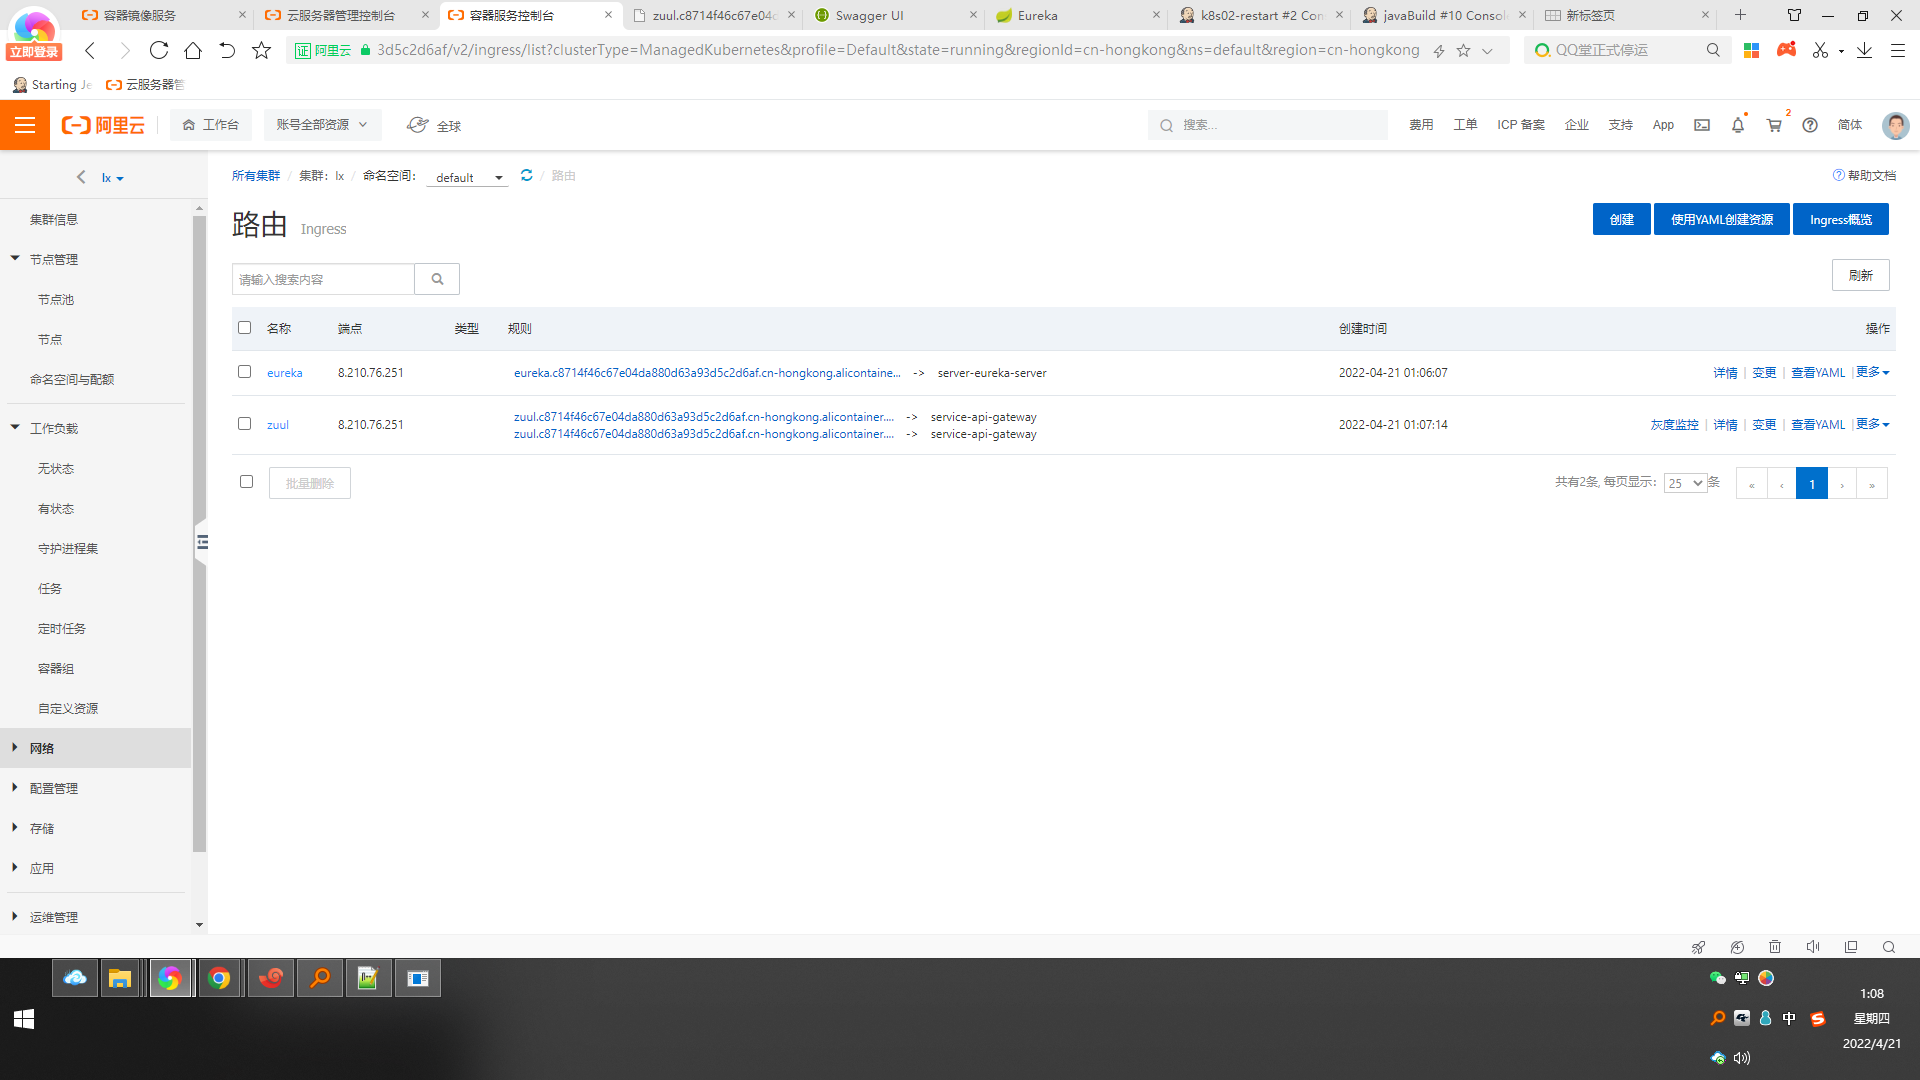 容器镜像服务
云服务器管理控制台
容器服务控制台
zuul.c8714f46c67e04d
Swagger UI
Eureka
k8s02-restart #2 Con
javaBuild #10 Consol
新标签页
立即登录
证 阿里云
3d5c2d6af/v2/ingress/list?clusterType=ManagedKubernetes&profile=Default&state=running&regionId=cn-hongkong&ns=default&region=cn-hongkong
QQ堂正式停运
Starting Je
云服务器管
阿里云
工作台
账号全部资源
全球
搜索...
费用
工单
ICP 备案
企业
支持
App
2
简体
lx
所有集群 / 集群: lx / 命名空间: default / 路由
帮助文档
集群信息
节点管理
节点池
节点
命名空间与配额
工作负载
无状态
有状态
守护进程集
任务
定时任务
容器组
自定义资源
网络
配置管理
存储
应用
运维管理
路由 Ingress
创建
使用YAML创建资源
Ingress概览
请输入搜索内容
刷新
名称 端点 类型 规则 创建时间 操作
eureka 8.210.76.251 eureka.c8714f46c67e04da880d63a93d5c2d6af.cn-hongkong.alicontaine... -> server-eureka-server 2022-04-21 01:06:07 详情 | 变更 | 查看YAML | 更多
zuul 8.210.76.251 zuul.c8714f46c67e04da880d63a93d5c2d6af.cn-hongkong.alicontainer.... -> service-api-gateway 2022-04-21 01:07:14 灰度监控 | 详情 | 变更 | 查看YAML | 更多
zuul.c8714f46c67e04da880d63a93d5c2d6af.cn-hongkong.alicontainer.... -> service-api-gateway
批量删除
共有2条, 每页显示: 25 条 « ‹ 1 › »
中
1:08
星期四
2022/4/21